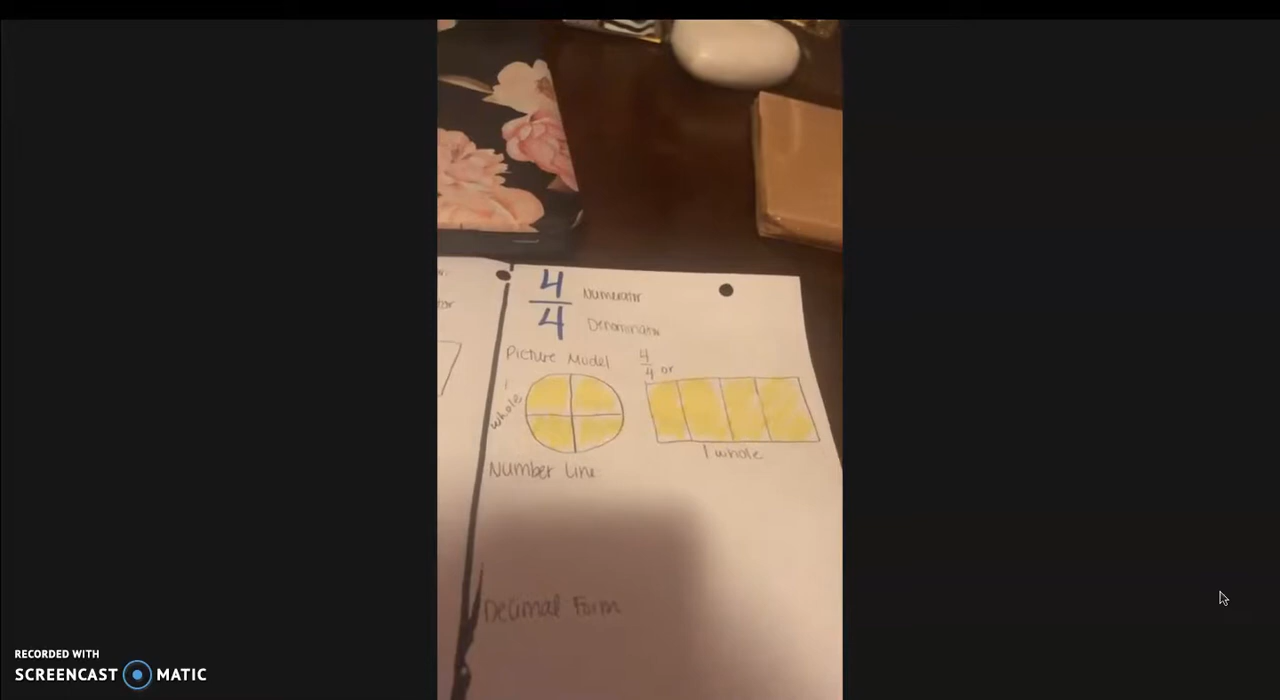 4 Numerator
4 Denominator
Picture Model 4/4 or
1 whole
1 whole
Number Line
Decimal Form
RECORDED WITH
SCREENCAST MATIC